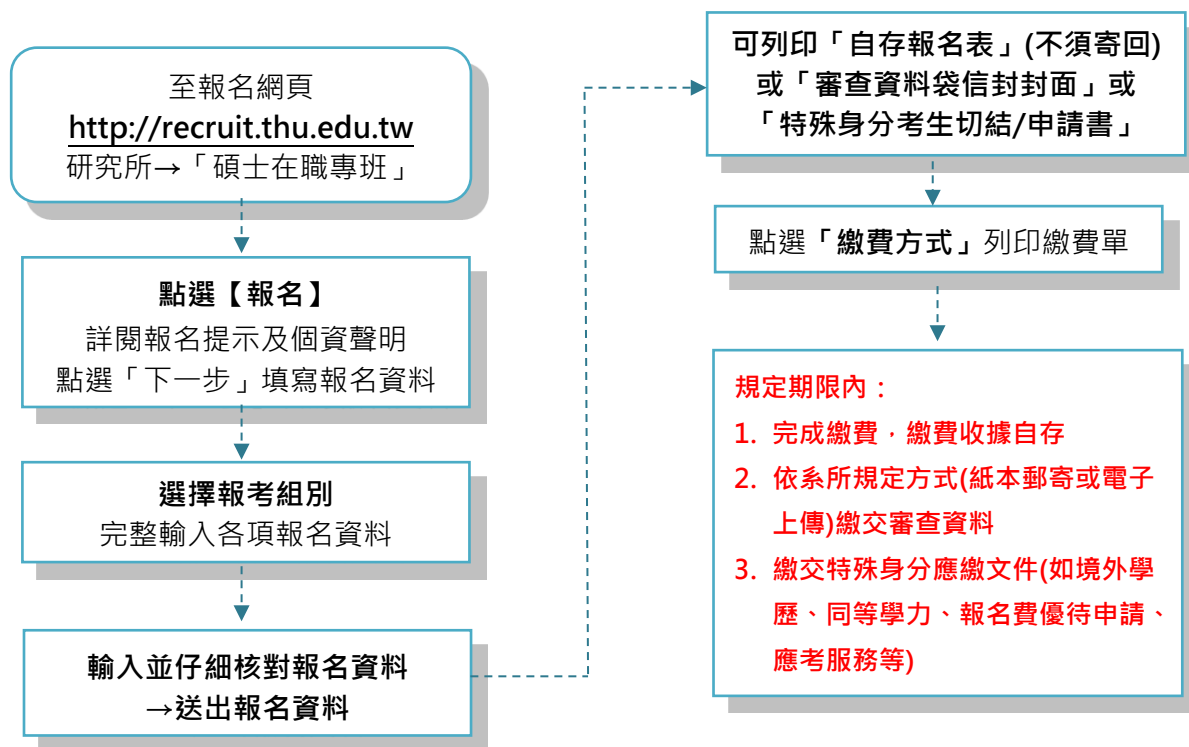 至報名網頁
http://recruit.thu.edu.tw
研究所→「碩士在職專班」
點選【報名】
詳閱報名提示及個資聲明
點選「下一步」填寫報名資料
選擇報考組別
完整輸入各項報名資料
輸入並仔細核對報名資料
→送出報名資料
可列印「自存報名表」(不須寄回)
或「審查資料袋信封封面」或
「特殊身分考生切結/申請書」
點選「繳費方式」列印繳費單
規定期限內：
1. 完成繳費，繳費收據自存
2. 依系所規定方式(紙本郵寄或電子
上傳)繳交審查資料
3. 繳交特殊身分應繳文件(如境外學
歷、同等學力、報名費優待申請、
應考服務等)